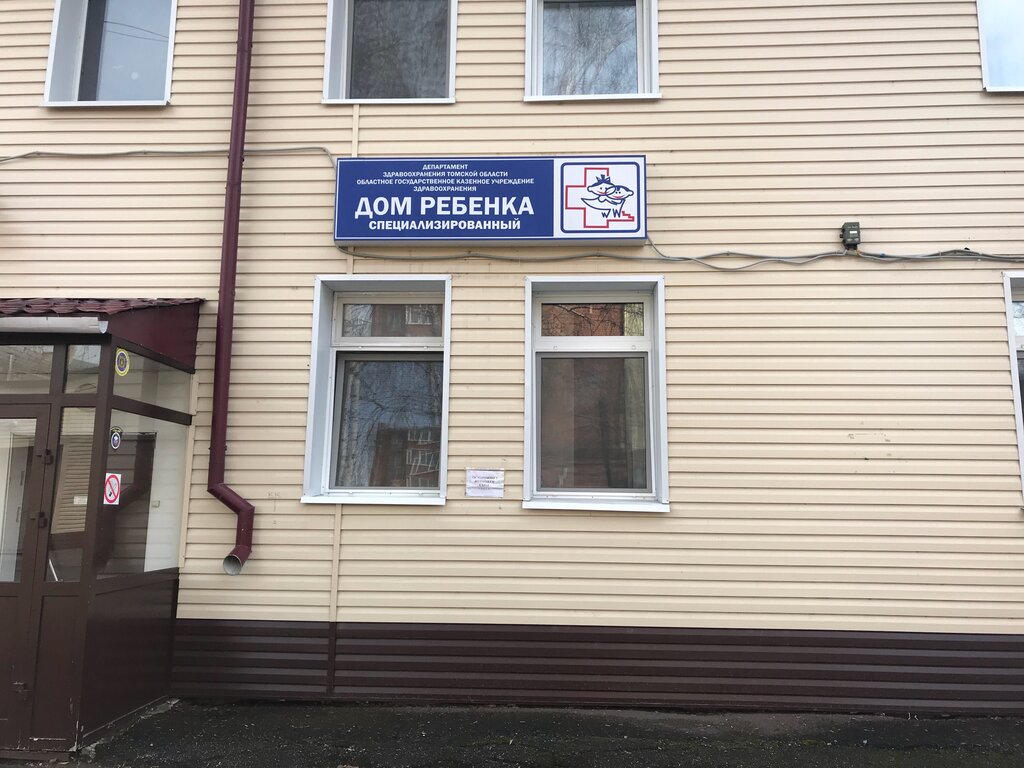 ДЕПАРТАМЕНТ
ЗДРАВООХРАНЕНИЯ ТОМСКОЙ ОБЛАСТИ
ОБЛАСТНОЕ ГОСУДАРСТВЕННОЕ КАЗЕННОЕ УЧРЕЖДЕНИЕ
ЗДРАВООХРАНЕНИЯ
ДОМ РЕБЕНКА
СПЕЦИАЛИЗИРОВАННЫЙ